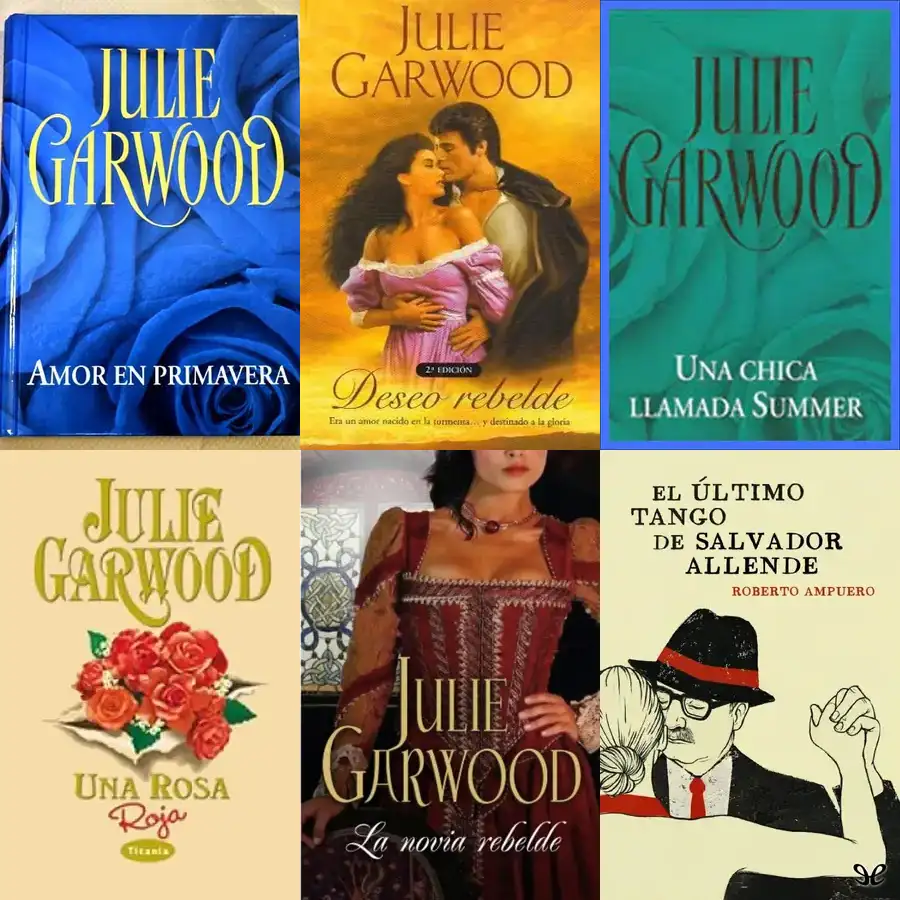 JULIE
GARWOOD
AMOR EN PRIMAVERA
JULIE
GARWOOD
2.ª EDICIÓN
Deseo rebelde
Era un amor nacido en la tormenta... y destinado a la gloria
JULIE
GARWOOD
UNA CHICA
LLAMADA SUMMER
JULIE
GARWOOD
UNA ROSA
Roja
Titania
JULIE
GARWOOD
La novia rebelde
EL ÚLTIMO
TANGO
DE SALVADOR
ALLENDE
ROBERTO AMPUERO